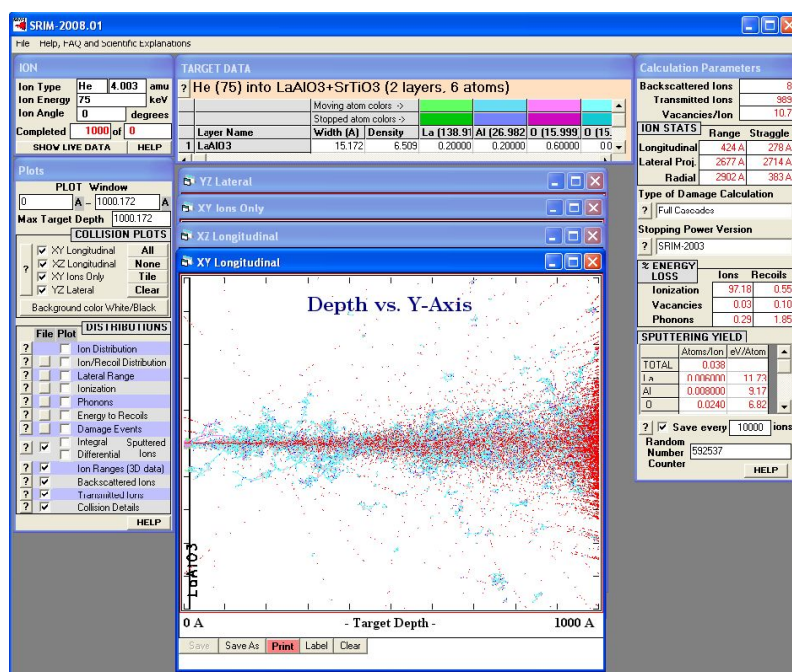 SRIM-2008.01
File Help, FAQ and Scientific Explanations
ION
Ion Type He 4.003 amu
Ion Energy 75 keV
Ion Angle 0 degrees
Completed 1000 of 0
SHOW LIVE DATA HELP
TARGET DATA
? He (75) into LaAlO3+SrTiO3 (2 layers, 6 atoms)
Moving atom colors ->
Stopped atom colors ->
Layer Name Width (A) Density La (138.91 Al (26.982 O (15.999 O (15.
1 LaAlO3 15.172 6.509 0.20000 0.20000 0.60000
Calculation Parameters
Backscattered Ions 8
Transmitted Ions 989
Vacancies/Ion 10.7
ION STATS Range Straggle
Longitudinal 424 A 278 A
Lateral Proj. 2677 A 2714 A
Radial 2902 A 383 A
Type of Damage Calculation
? Full Cascades
Stopping Power Version
? SRIM-2003
% ENERGY LOSS Ions Recoils
Ionization 97.18 0.55
Vacancies 0.03 0.10
Phonons 0.29 1.85
SPUTTERING YIELD
Atoms/Ion eV/Atom
TOTAL 0.038
La 0.006000 11.73
Al 0.008000 9.17
O 0.0240 6.82
? Save every 10000 ions
Random Number Counter 592537
HELP
Plots
PLOT Window
0 A - 1000.172 A
Max Target Depth 1000.172
COLLISION PLOTS
?
XY Longitudinal All
XZ Longitudinal None
XY Ions Only Tile
YZ Lateral Clear
Background color White/Black
DISTRIBUTIONS
File Plot
? Ion Distribution
? Ion/Recoil Distribution
? Lateral Range
? Ionization
? Phonons
? Energy to Recoils
? Damage Events
? Integral Sputtered
Differential Ions
? Ion Ranges (3D data)
? Backscattered Ions
? Transmitted Ions
? Collision Details
HELP
YZ Lateral
XY Ions Only
XZ Longitudinal
XY Longitudinal
Depth vs. Y-Axis
LaAlO3
0 A - Target Depth - 1000 A
Save Save As Print Label Clear